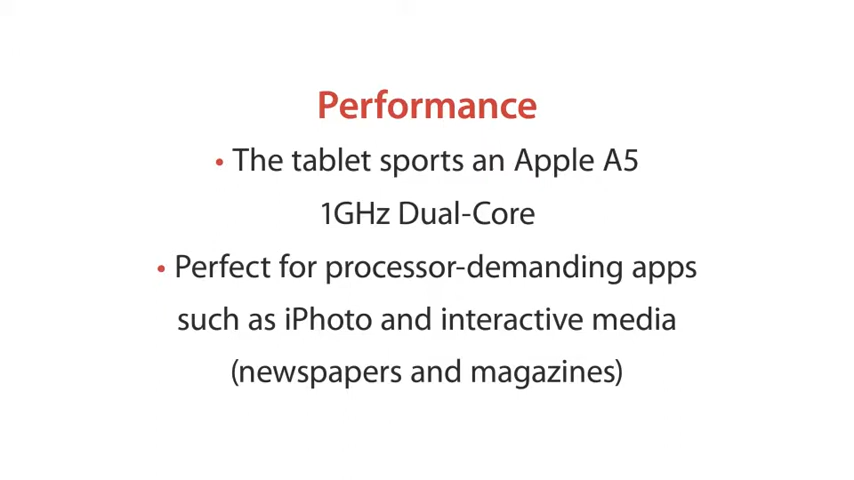 Performance
• The tablet sports an Apple A5
1GHz Dual-Core
• Perfect for processor-demanding apps
such as iPhoto and interactive media
(newspapers and magazines)